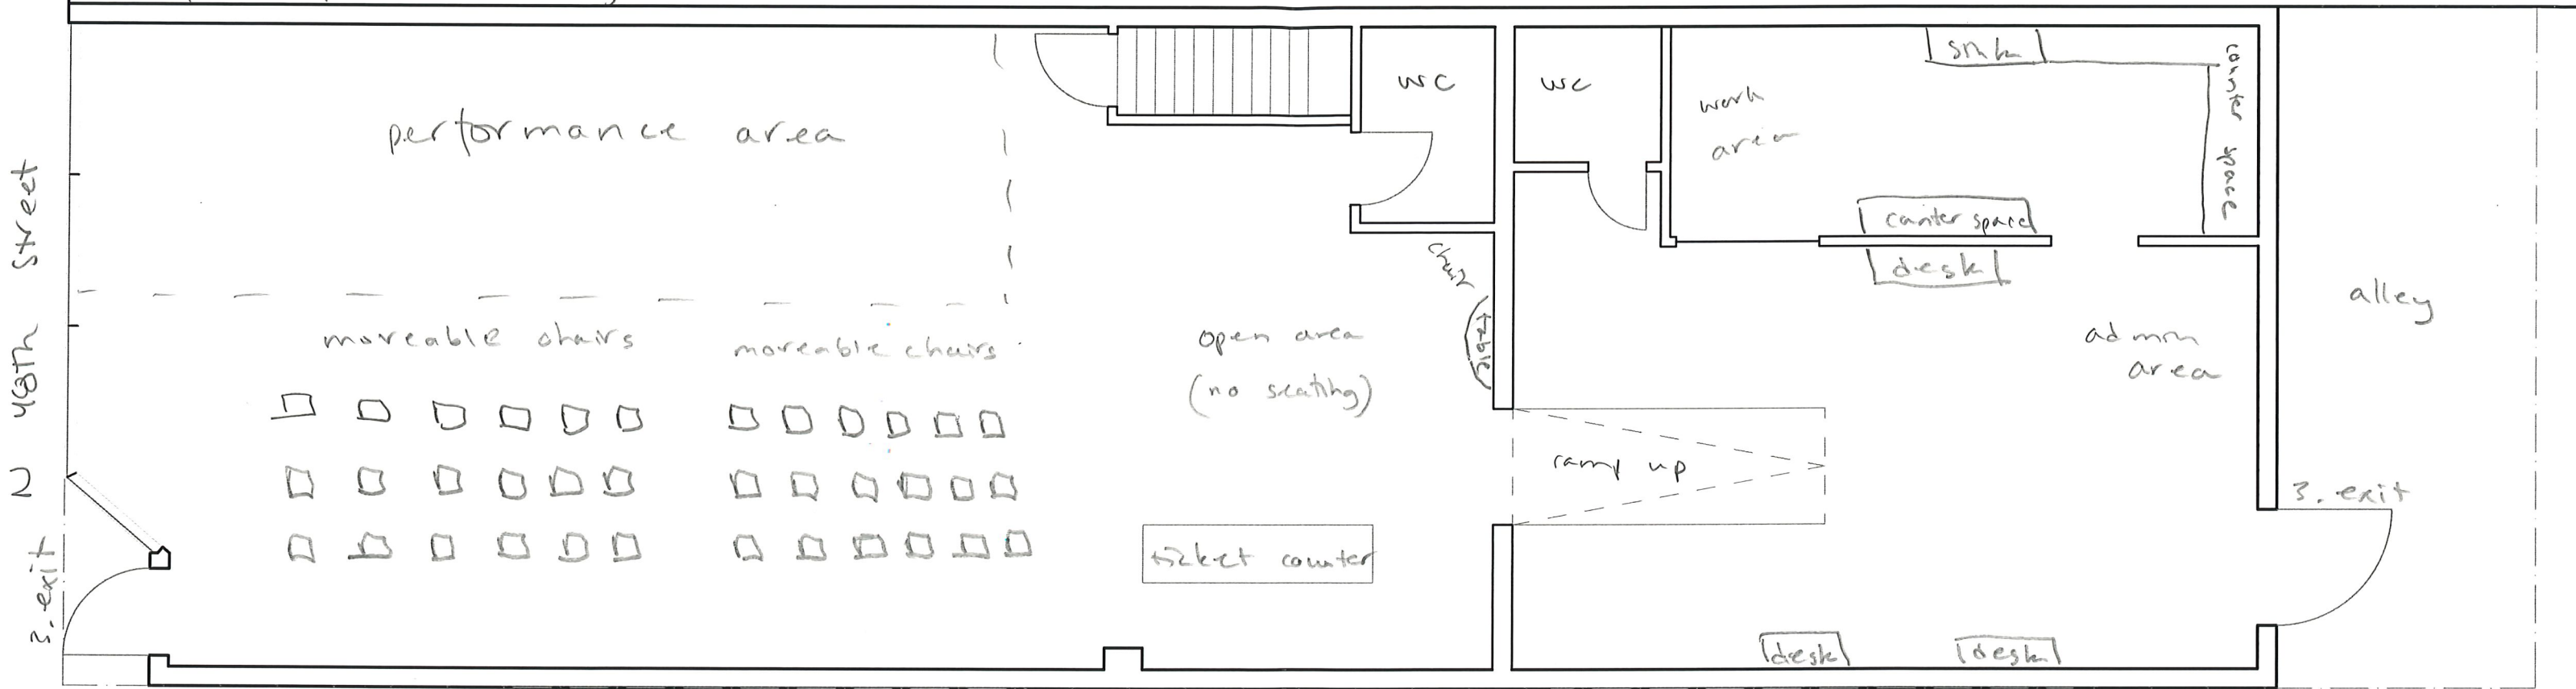 N 48th Street
3. exit
performance area
moveable chairs
moveable chairs
WC
WC
work
area
sink
counter space
counter space
desk
chair
table
open area
(no seating)
ticket counter
ramp up
admin
area
desk
desk
3. exit
alley